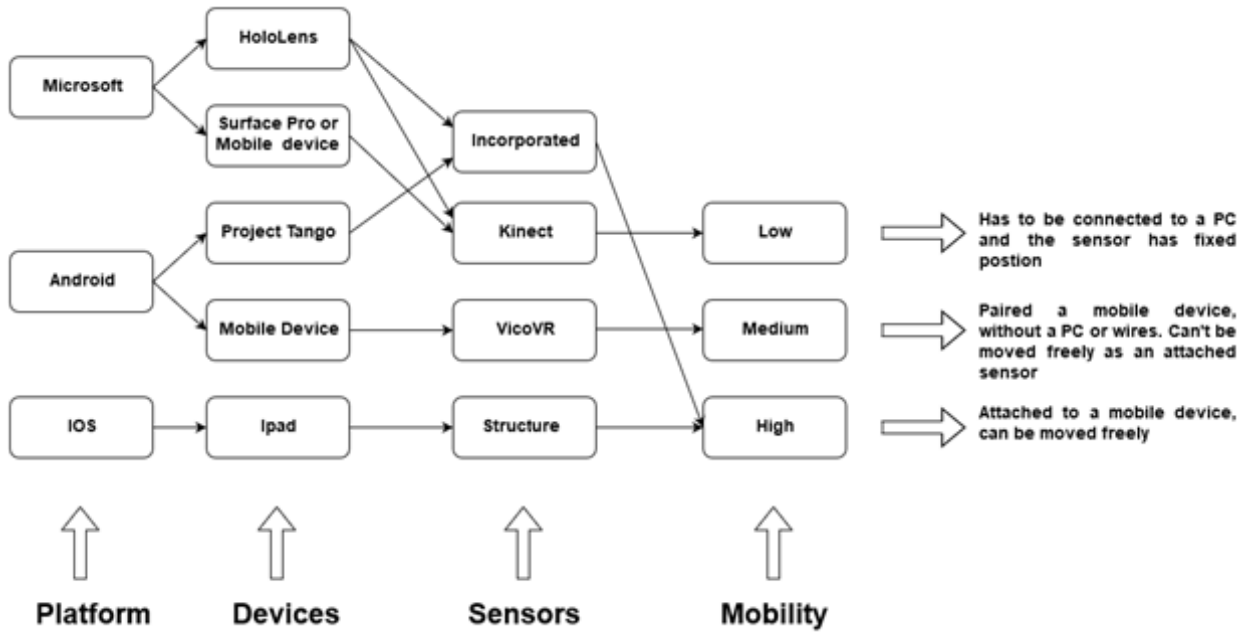 HoloLens
Microsoft
Surface Pro or
Mobile device
Incorporated
Project Tango
Kinect
Low
Has to be connected to a PC
and the sensor has fixed
postion
Android
Mobile Device
VicoVR
Medium
Paired a mobile device,
without a PC or wires. Can't be
moved freely as an attached
sensor
IOS
Ipad
Structure
High
Attached to a mobile device,
can be moved freely
Platform
Devices
Sensors
Mobility